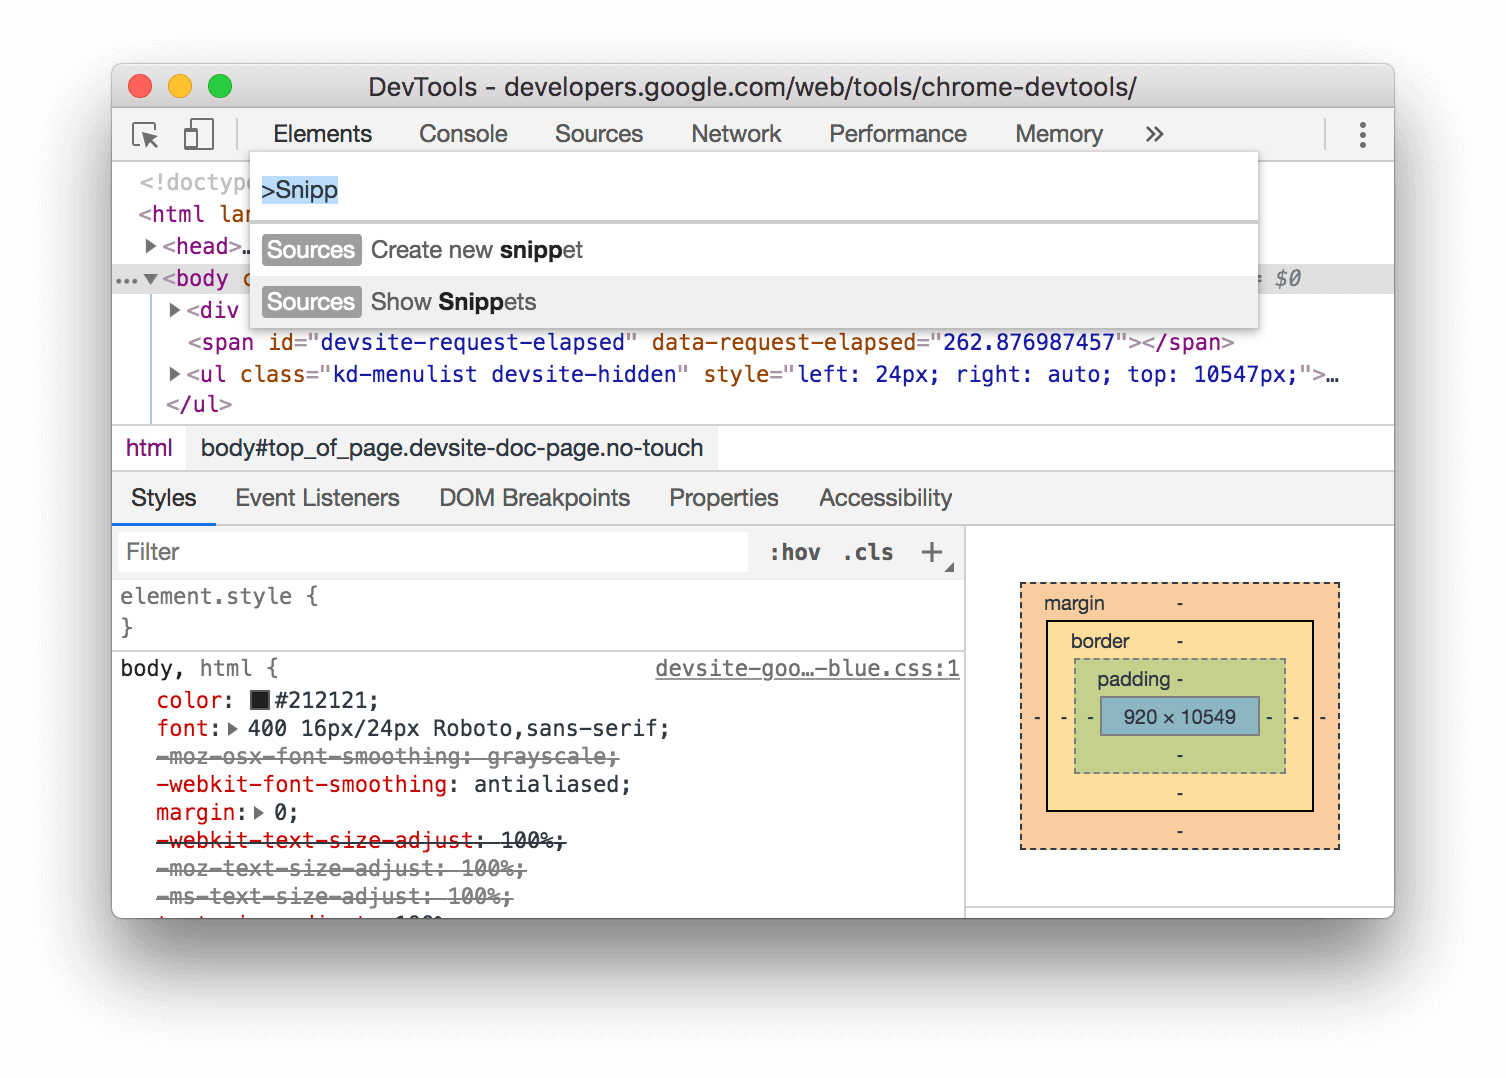 DevTools - developers.google.com/web/tools/chrome-devtools/
Elements Console Sources Network Performance Memory »
>Snipp
Sources Create new snippet
Sources Show Snippets
<!doctype
<html lan
▶<head>…
…▼<body c = $0
▶<div
<span id="devsite-request-elapsed" data-request-elapsed="262.876987457"></span>
▶<ul class="kd-menulist devsite-hidden" style="left: 24px; right: auto; top: 10547px;">…
</ul>
html body#top_of_page.devsite-doc-page.no-touch
Styles Event Listeners DOM Breakpoints Properties Accessibility
Filter :hov .cls +
element.style {
}
body, html { devsite-goo…-blue.css:1
color: #212121;
font:▶ 400 16px/24px Roboto,sans-serif;
-moz-osx-font-smoothing: grayscale;
-webkit-font-smoothing: antialiased;
margin:▶ 0;
-webkit-text-size-adjust: 100%;
-moz-text-size-adjust: 100%;
-ms-text-size-adjust: 100%;
margin -
border -
padding -
- - - 920 × 10549 - - -
-
-
-